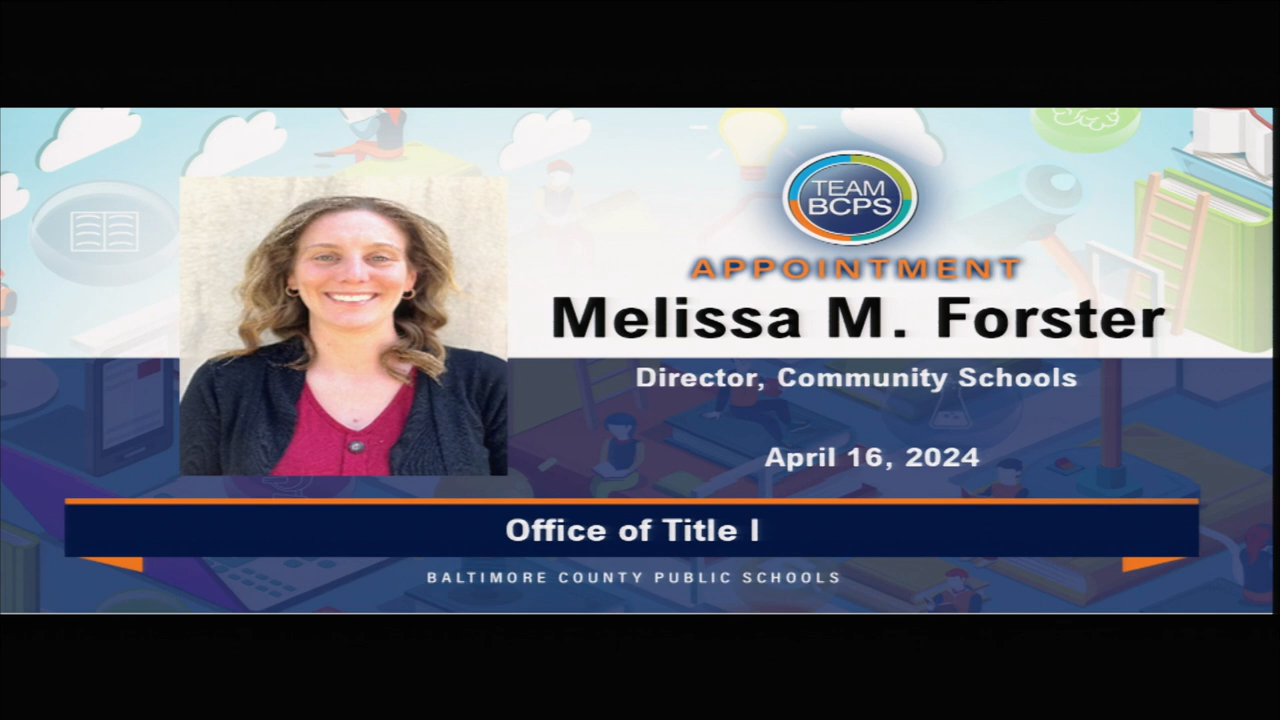 TEAM
BCPS
APPOINTMENT
Melissa M. Forster
Director, Community Schools
April 16, 2024
Office of Title I
BALTIMORE COUNTY PUBLIC SCHOOLS